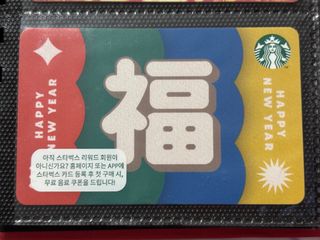 HAPPY
NEW YEAR
福
HAPPY
NEW YEAR
아직 스타벅스 리워드 회원이
아니신가요? 홈페이지 또는 APP에
스타벅스 카드 등록 후 첫 구매 시,
무료 음료 쿠폰을 드립니다!